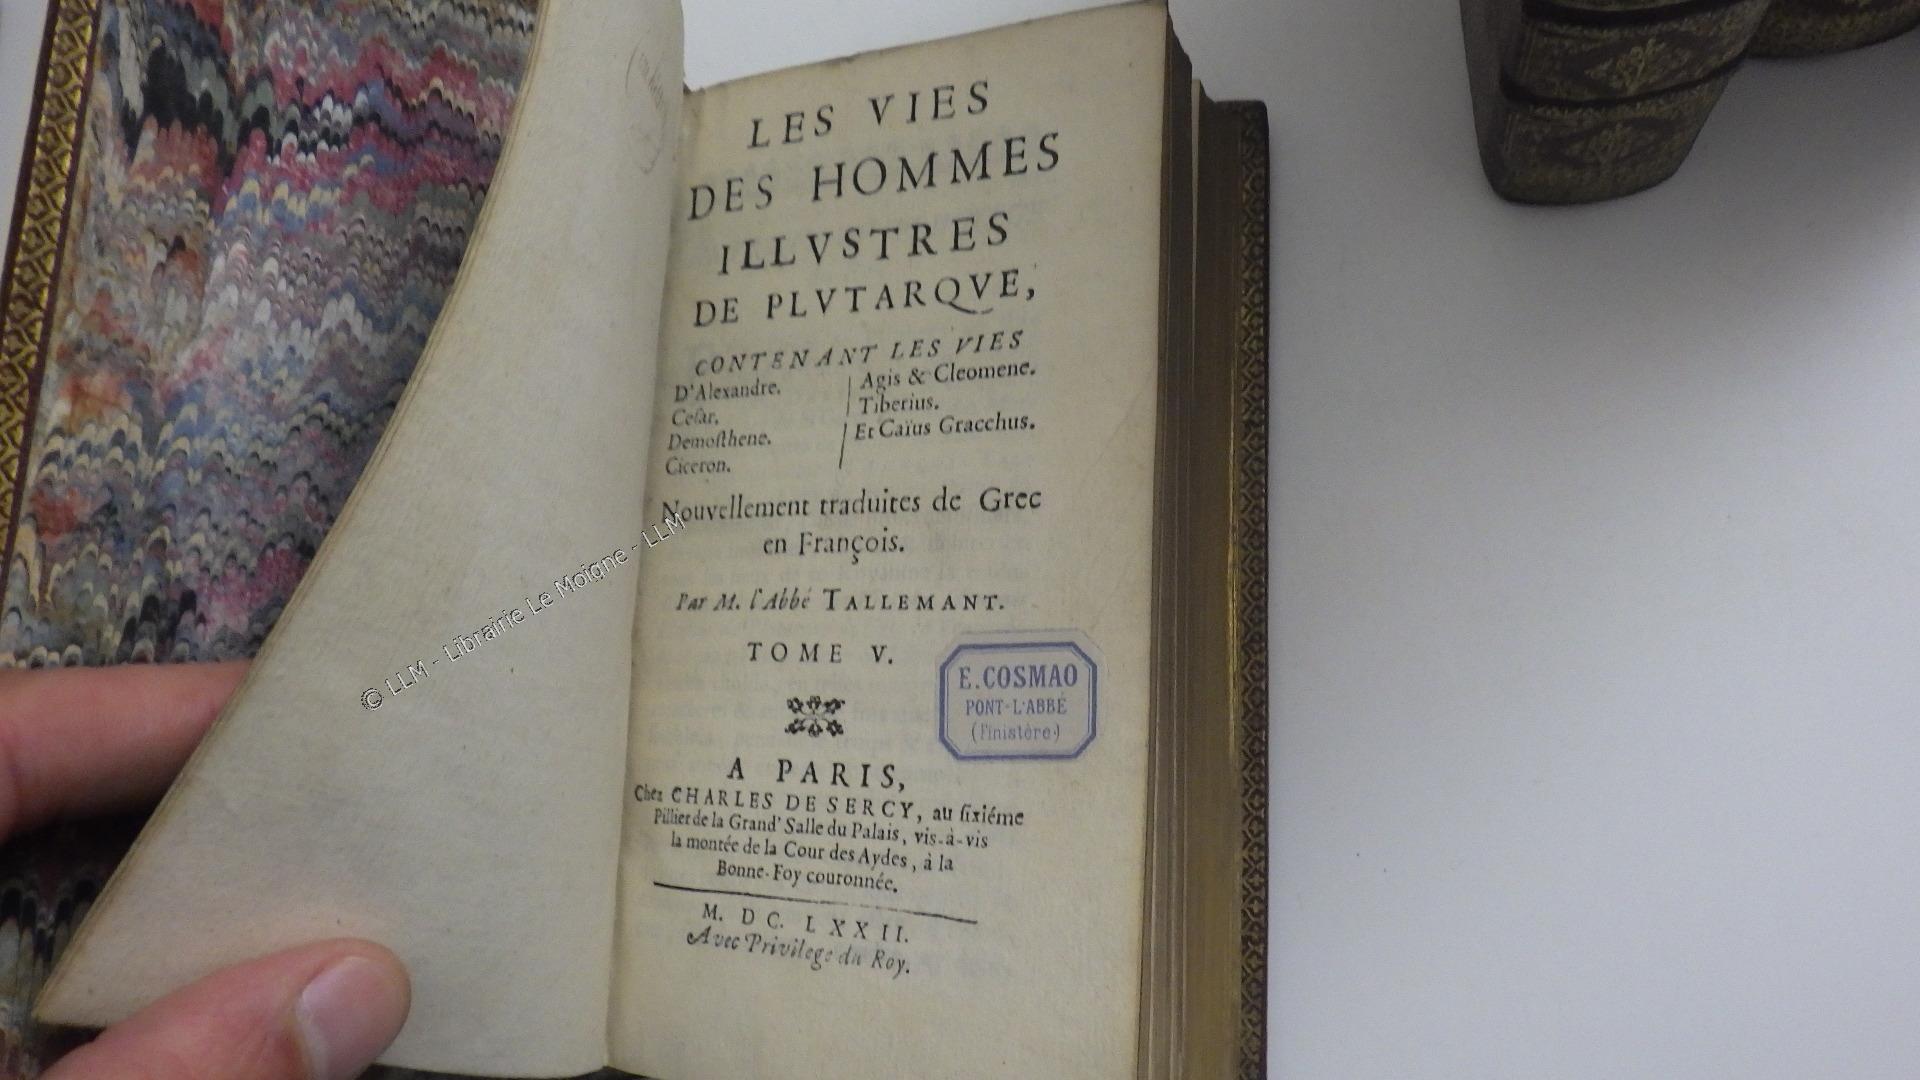 LES VIES
DES HOMMES
ILLVSTRES
DE PLVTARQVE,
CONTENANT LES VIES
D'Alexandre.
Ceſar.
Demoſthene.
Ciceron.
Agis & Cleomene.
Tiberius.
Et Caïus Gracchus.
Nouvellement traduites de Grec
en François.
Par M. l'Abbé TALLEMANT.
TOME V.
E. COSMAO
PONT-L'ABBÉ
(Finistère)
A PARIS,
Chez CHARLES DE SERCY, au ſixiéme
Pillier de la Grand' Salle du Palais, vis-à-vis
la montée de la Cour des Aydes, à la
Bonne-Foy couronnée.
M. DC. LXXII.
Avec Privilege du Roy.
© LLM - Librairie Le Moigne - LLM